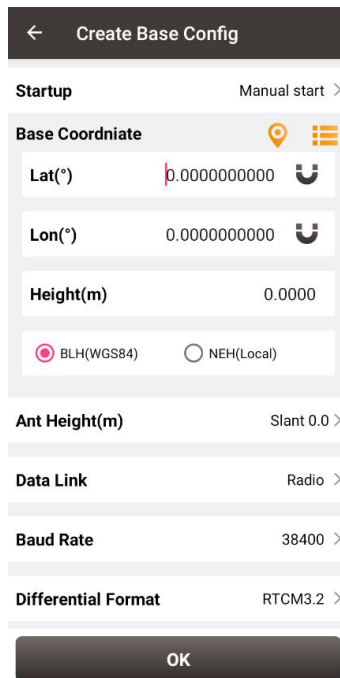 Create Base Config
Startup Manual start
Base Coordniate
Lat(°) 0.0000000000
Lon(°) 0.0000000000
Height(m) 0.0000
BLH(WGS84) NEH(Local)
Ant Height(m) Slant 0.0
Data Link Radio
Baud Rate 38400
Differential Format RTCM3.2
OK